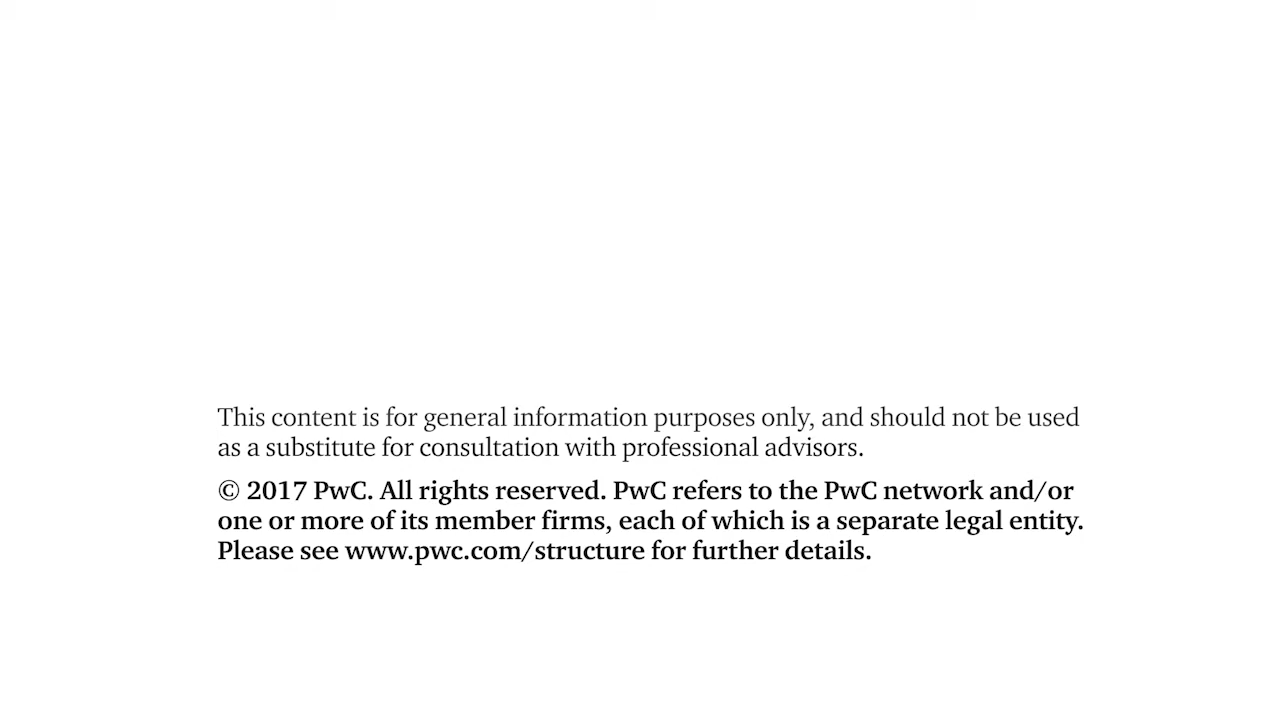 This content is for general information purposes only, and should not be used
as a substitute for consultation with professional advisors.
© 2017 PwC. All rights reserved. PwC refers to the PwC network and/or
one or more of its member firms, each of which is a separate legal entity.
Please see www.pwc.com/structure for further details.